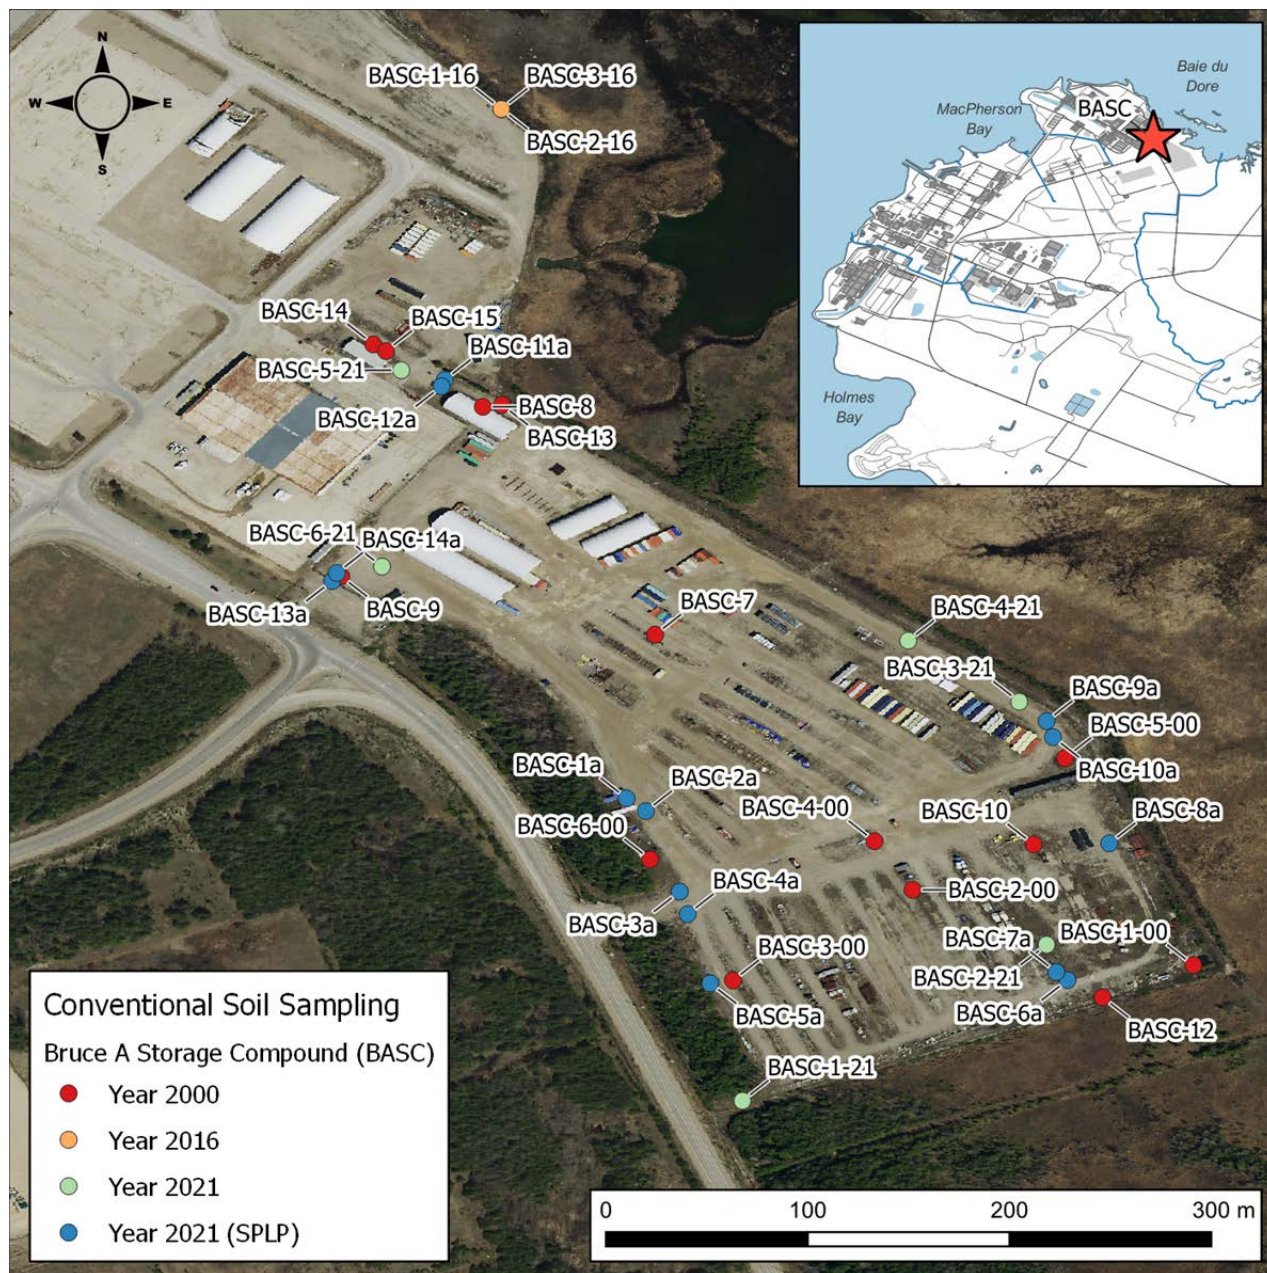 N
W
E
S
BASC-1-16
BASC-3-16
BASC-2-16
Baie du
Dore
MacPherson
Bay
BASC
Holmes
Bay
BASC-14
BASC-15
BASC-11a
BASC-5-21
BASC-12a
BASC-8
BASC-13
BASC-6-21
BASC-14a
BASC-13a
BASC-9
BASC-7
BASC-4-21
BASC-3-21
BASC-9a
BASC-5-00
BASC-10a
BASC-1a
BASC-2a
BASC-6-00
BASC-4-00
BASC-10
BASC-8a
BASC-4a
BASC-2-00
BASC-3a
BASC-7a
BASC-1-00
BASC-3-00
BASC-2-21
BASC-6a
BASC-5a
BASC-12
BASC-1-21
Conventional Soil Sampling
Bruce A Storage Compound (BASC)
Year 2000
Year 2016
Year 2021
Year 2021 (SPLP)
0 100 200 300 m